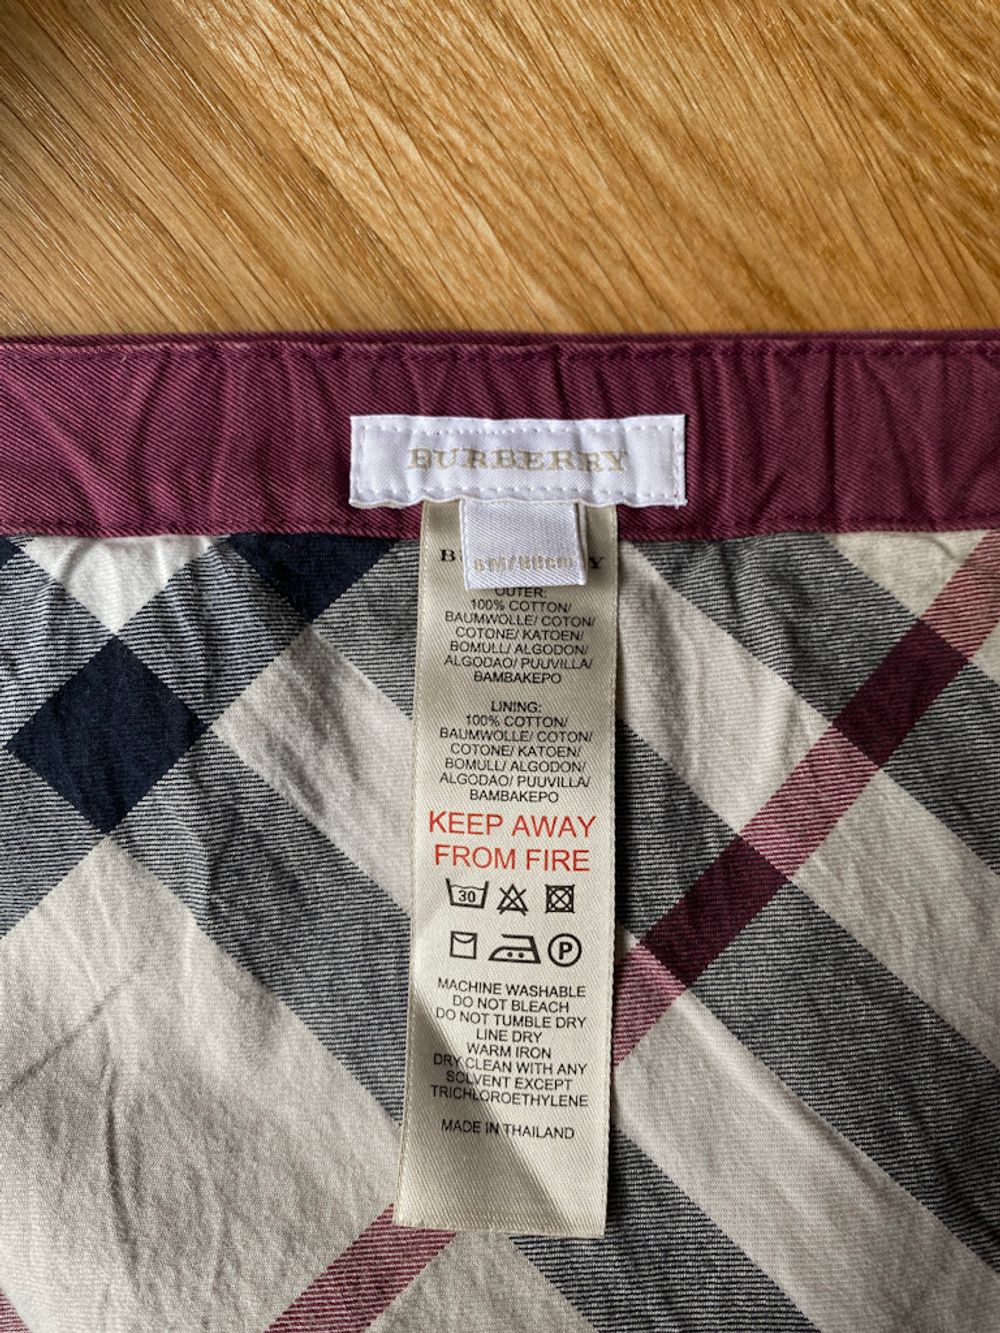 BURBERRY
OUTER:
100% COTTON/
BAUMWOLLE/ COTON/
COTONE/ KATOEN/
BOMULL/ ALGODON/
ALGODAO/ PUUVILLA/
BAMBAKEPO
LINING:
100% COTTON/
BAUMWOLLE/ COTON/
COTONE/ KATOEN/
BOMULL/ ALGODON/
ALGODAO/ PUUVILLA/
BAMBAKEPO
KEEP AWAY
FROM FIRE
30
P
MACHINE WASHABLE
DO NOT BLEACH
DO NOT TUMBLE DRY
LINE DRY
WARM IRON
DRY CLEAN WITH ANY
SOLVENT EXCEPT
TRICHLOROETHYLENE
MADE IN THAILAND